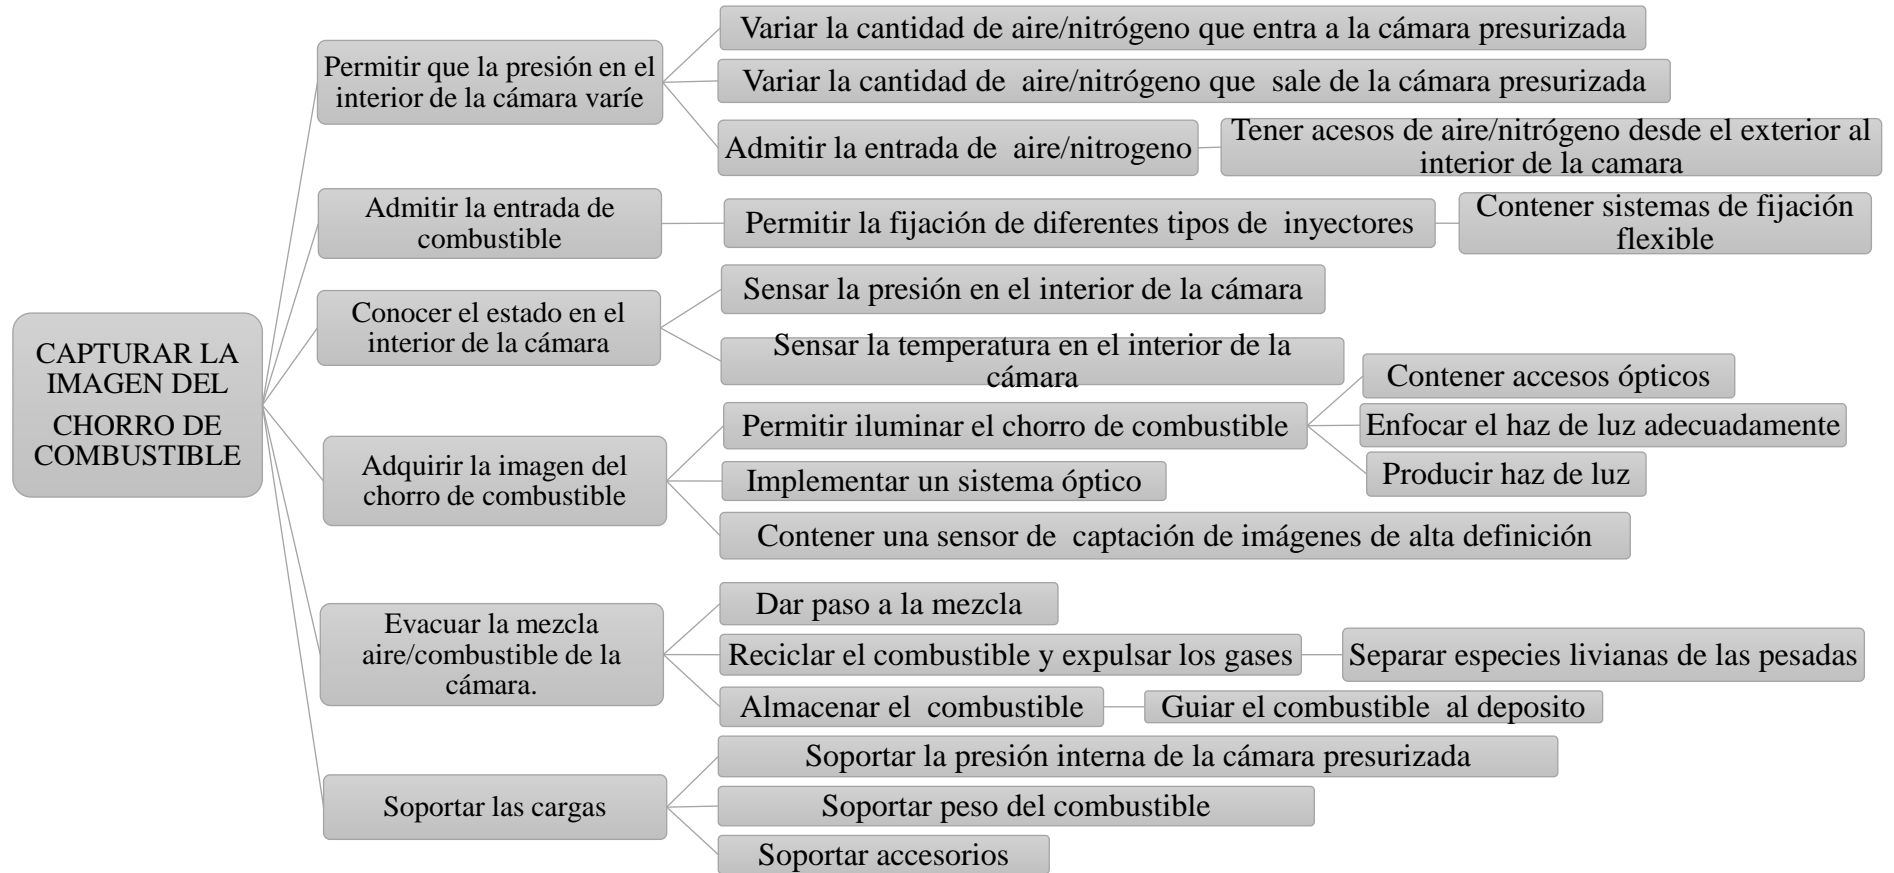 CAPTURAR LA
IMAGEN DEL
CHORRO DE
COMBUSTIBLE
Permitir que la presión en el
interior de la cámara varíe
Variar la cantidad de aire/nitrógeno que entra a la cámara presurizada
Variar la cantidad de aire/nitrógeno que sale de la cámara presurizada
Admitir la entrada de aire/nitrogeno
Tener acesos de aire/nitrógeno desde el exterior al
interior de la camara
Admitir la entrada de
combustible
Permitir la fijación de diferentes tipos de inyectores
Contener sistemas de fijación
flexible
Conocer el estado en el
interior de la cámara
Sensar la presión en el interior de la cámara
Sensar la temperatura en el interior de la
cámara
Adquirir la imagen del
chorro de combustible
Permitir iluminar el chorro de combustible
Contener accesos ópticos
Enfocar el haz de luz adecuadamente
Producir haz de luz
Implementar un sistema óptico
Contener una sensor de captación de imágenes de alta definición
Evacuar la mezcla
aire/combustible de la
cámara.
Dar paso a la mezcla
Reciclar el combustible y expulsar los gases
Separar especies livianas de las pesadas
Almacenar el combustible
Guiar el combustible al deposito
Soportar las cargas
Soportar la presión interna de la cámara presurizada
Soportar peso del combustible
Soportar accesorios